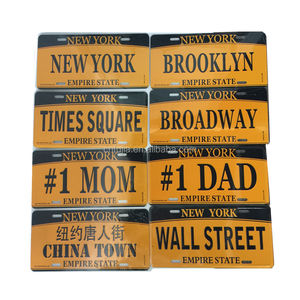 NEW YORK
NEW YORK
EMPIRE STATE
NEW YORK
BROOKLYN
EMPIRE STATE
NEW YORK
TIMES SQUARE
EMPIRE STATE
NEW YORK
BROADWAY
EMPIRE STATE
NEW YORK
#1 MOM
EMPIRE STATE
NEW YORK
#1 DAD
EMPIRE STATE
NEW YORK
纽约唐人街
CHINA TOWN
EMPIRE STATE
NEW YORK
WALL STREET
EMPIRE STATE